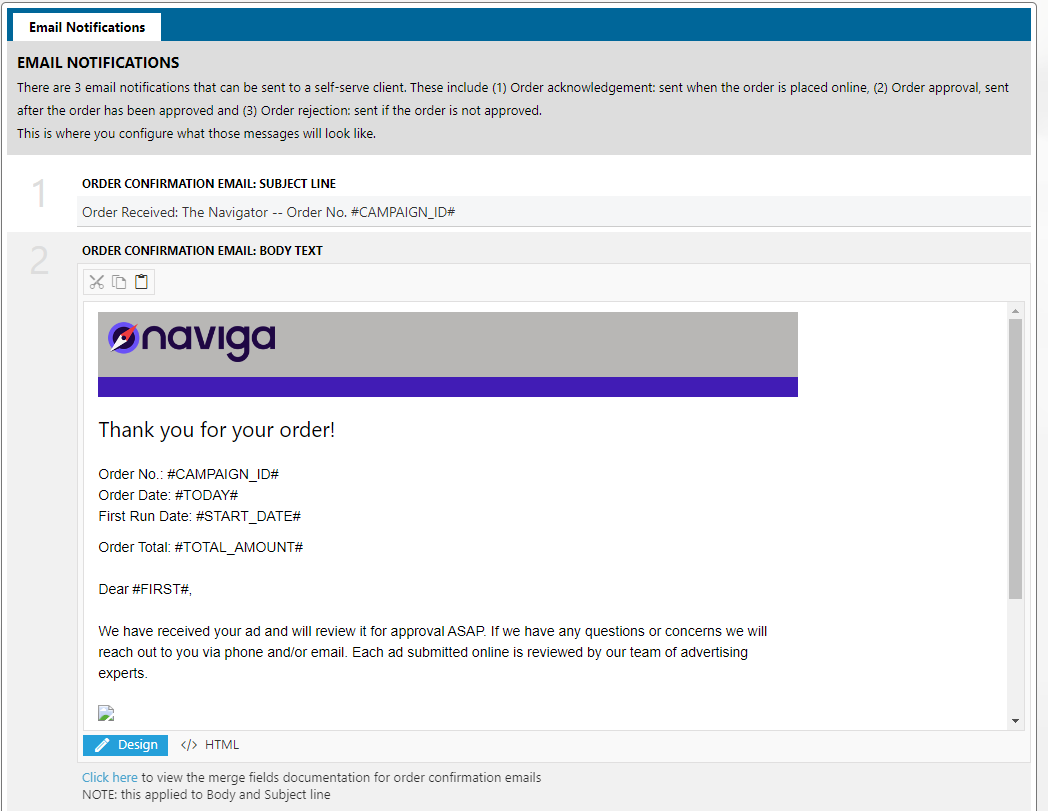 Email Notifications
EMAIL NOTIFICATIONS
There are 3 email notifications that can be sent to a self-serve client. These include (1) Order acknowledgement: sent when the order is placed online, (2) Order approval, sent
after the order has been approved and (3) Order rejection: sent if the order is not approved.
This is where you configure what those messages will look like.
1
ORDER CONFIRMATION EMAIL: SUBJECT LINE
Order Received: The Navigator -- Order No. #CAMPAIGN_ID#
2
ORDER CONFIRMATION EMAIL: BODY TEXT
naviga
Thank you for your order!
Order No.: #CAMPAIGN_ID#
Order Date: #TODAY#
First Run Date: #START_DATE#
Order Total: #TOTAL_AMOUNT#
Dear #FIRST#,
We have received your ad and will review it for approval ASAP. If we have any questions or concerns we will
reach out to you via phone and/or email. Each ad submitted online is reviewed by our team of advertising
experts.
Design </> HTML
Click here to view the merge fields documentation for order confirmation emails
NOTE: this applied to Body and Subject line